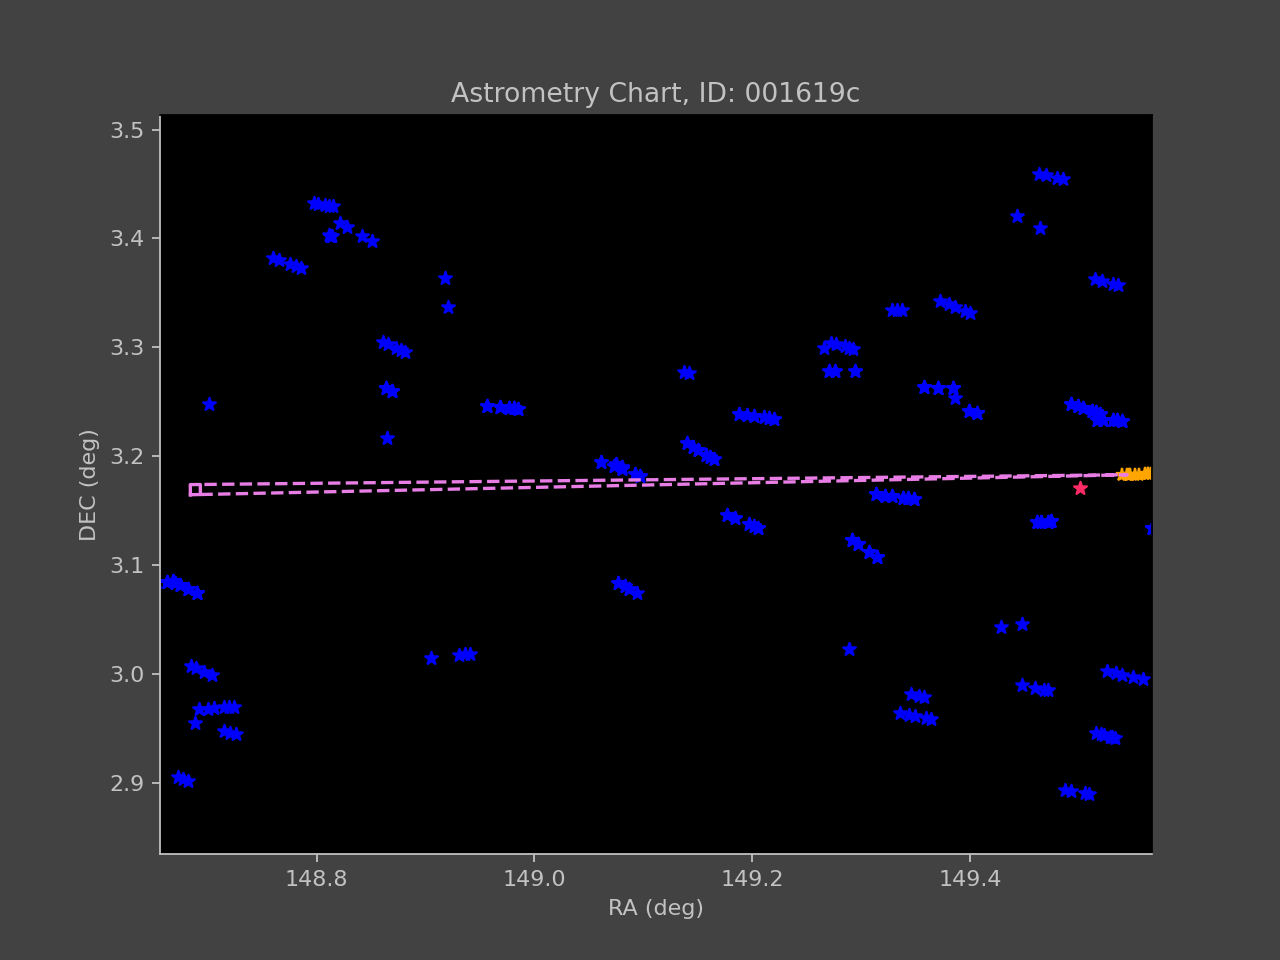 Astrometry Chart, ID: 001619c
3.5
3.4
3.3
3.2
3.1
3.0
2.9
DEC (deg)
148.8 149.0 149.2 149.4
RA (deg)